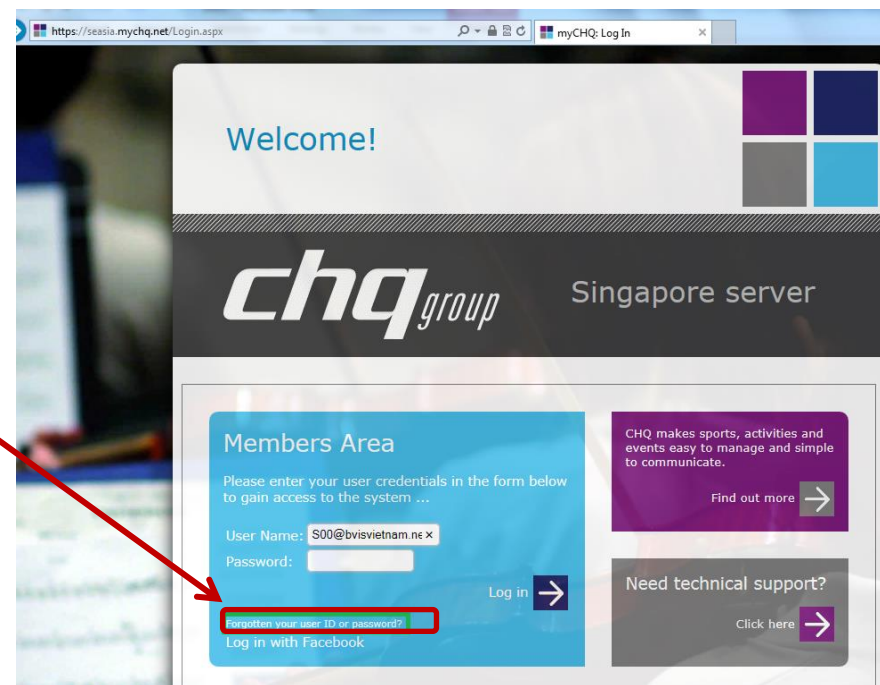 https://seasia.mychq.net/Login.aspx
myCHQ: Log In
Welcome!
chq group
Singapore server
Members Area
Please enter your user credentials in the form below
to gain access to the system ...
User Name: S00@bvisvietnam.ne
Password:
Log in
Forgotten your user ID or password?
Log in with Facebook
CHQ makes sports, activities and
events easy to manage and simple
to communicate.
Find out more
Need technical support?
Click here